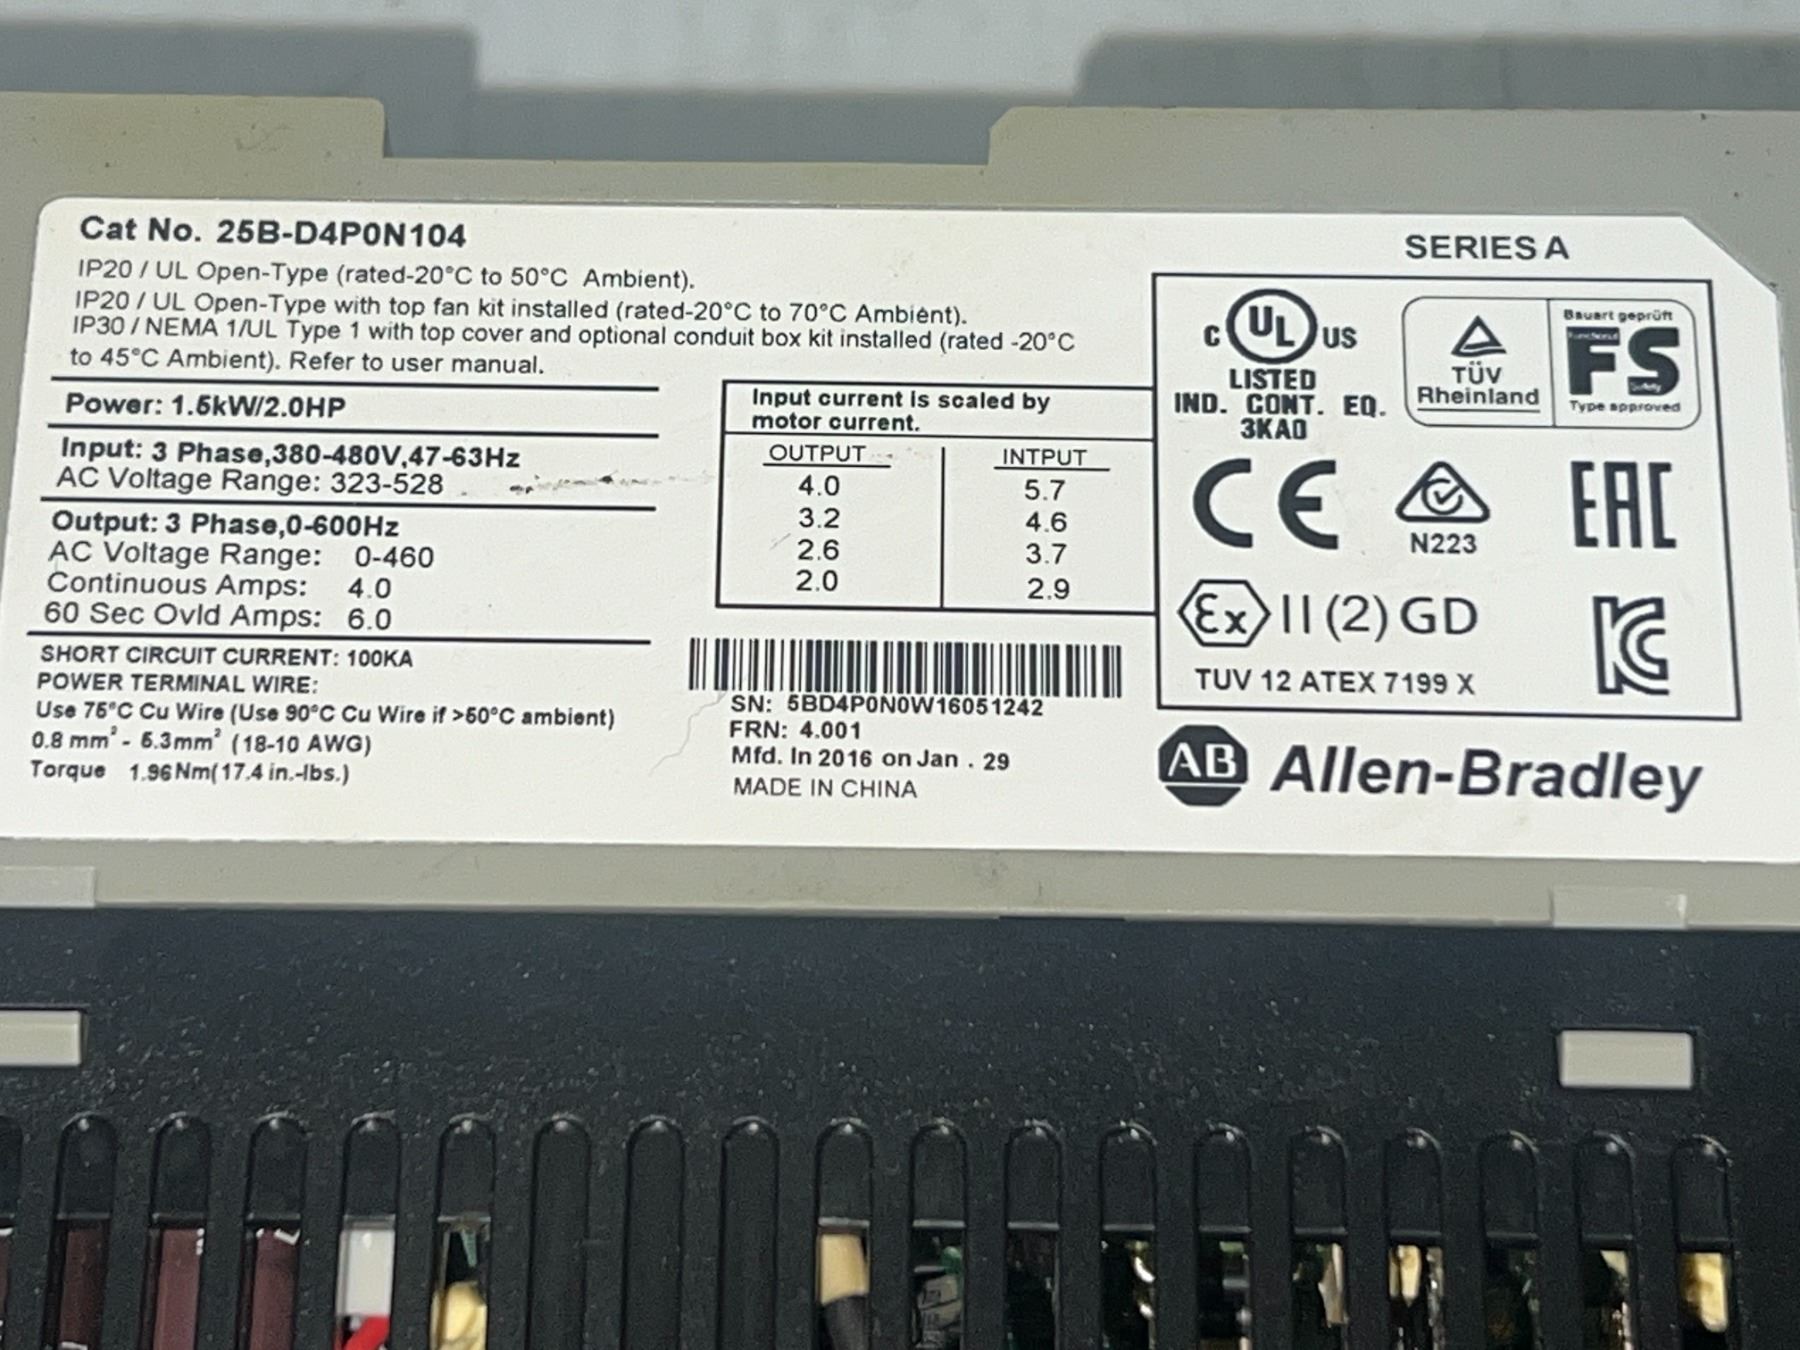 Cat No. 25B-D4P0N104
IP20 / UL Open-Type (rated-20°C to 50°C Ambient).
IP20 / UL Open-Type with top fan kit installed (rated-20°C to 70°C Ambient).
IP30 / NEMA 1/UL Type 1 with top cover and optional conduit box kit installed (rated -20°C
to 45°C Ambient). Refer to user manual.
Power: 1.5kW/2.0HP
Input: 3 Phase,380-480V,47-63Hz
AC Voltage Range: 323-528
Output: 3 Phase,0-600Hz
AC Voltage Range: 0-460
Continuous Amps: 4.0
60 Sec Ovld Amps: 6.0
SHORT CIRCUIT CURRENT: 100KA
POWER TERMINAL WIRE:
Use 75°C Cu Wire (Use 90°C Cu Wire if >50°C ambient)
0.8 mm² - 5.3mm² (18-10 AWG)
Torque 1.96Nm(17.4 in.-lbs.)
Input current is scaled by
motor current.
OUTPUT INTPUT
4.0 5.7
3.2 4.6
2.6 3.7
2.0 2.9
SN: 5BD4P0N0W16051242
FRN: 4.001
Mfd. In 2016 on Jan . 29
MADE IN CHINA
SERIES A
C UL US
LISTED
IND. CONT. EQ.
3KA0
TÜV
Rheinland
Bauart geprüft
Functional
FS
Safety
Type approved
CE
N223
EAC
Ex II (2) GD
TUV 12 ATEX 7199 X
KC
AB Allen-Bradley